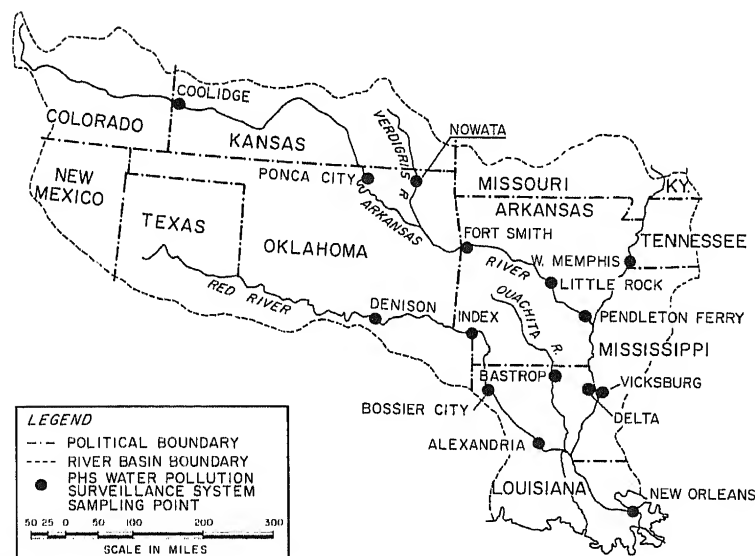 COOLIDGE
COLORADO
KANSAS
VERDIGRIS R.
NOWATA
NEW
MEXICO
PONCA CITY
MISSOURI
KY.
ARKANSAS
TEXAS
ARKANSAS
RIVER
TENNESSEE
OKLAHOMA
FORT SMITH
W. MEMPHIS
LITTLE ROCK
RED RIVER
OUACHITA R.
DENISON
INDEX
PENDLETON FERRY
MISSISSIPPI
BASTROP
VICKSBURG
BOSSIER CITY
DELTA
ALEXANDRIA
LOUISIANA
NEW ORLEANS
LEGEND
POLITICAL BOUNDARY
RIVER BASIN BOUNDARY
PHS WATER POLLUTION
SURVEILLANCE SYSTEM
SAMPLING POINT
50 25 0 50 100 200 300
SCALE IN MILES